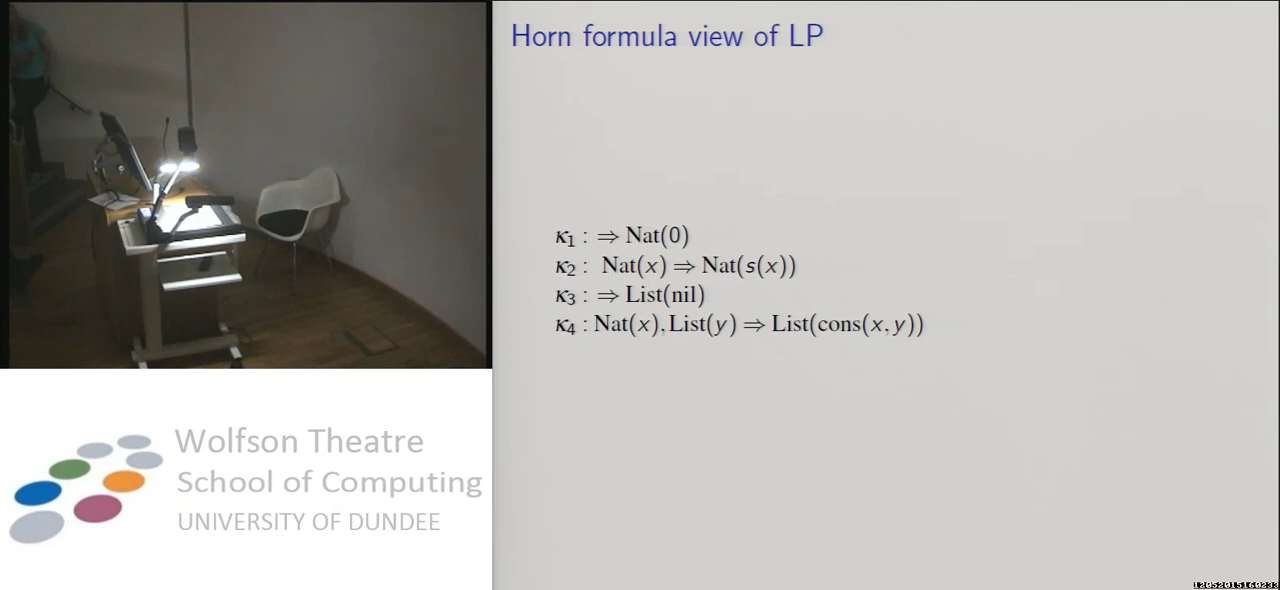 Horn formula view of LP
κ₁ : ⇒ Nat(0)
κ₂ : Nat(x) ⇒ Nat(s(x))
κ₃ : ⇒ List(nil)
κ₄ : Nat(x), List(y) ⇒ List(cons(x, y))
Wolfson Theatre
School of Computing
UNIVERSITY OF DUNDEE